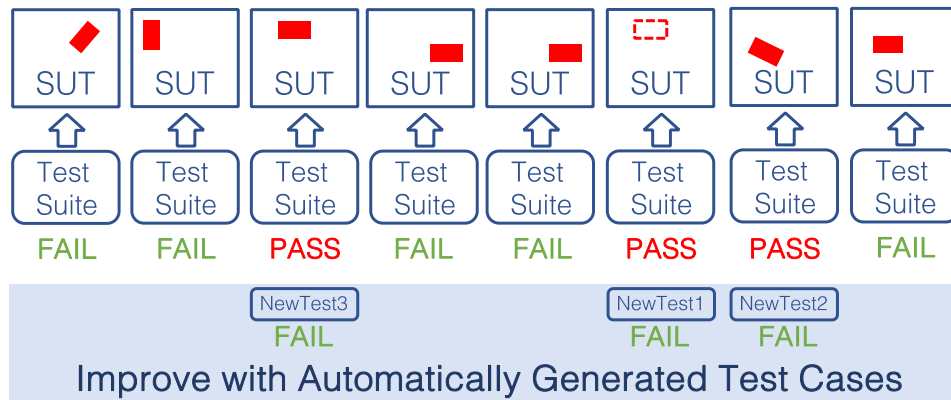 SUT SUT SUT SUT SUT SUT SUT SUT
Test Test Test Test Test Test Test Test
Suite Suite Suite Suite Suite Suite Suite Suite
FAIL FAIL PASS FAIL FAIL PASS PASS FAIL
NewTest3 NewTest1 NewTest2
FAIL FAIL FAIL
Improve with Automatically Generated Test Cases